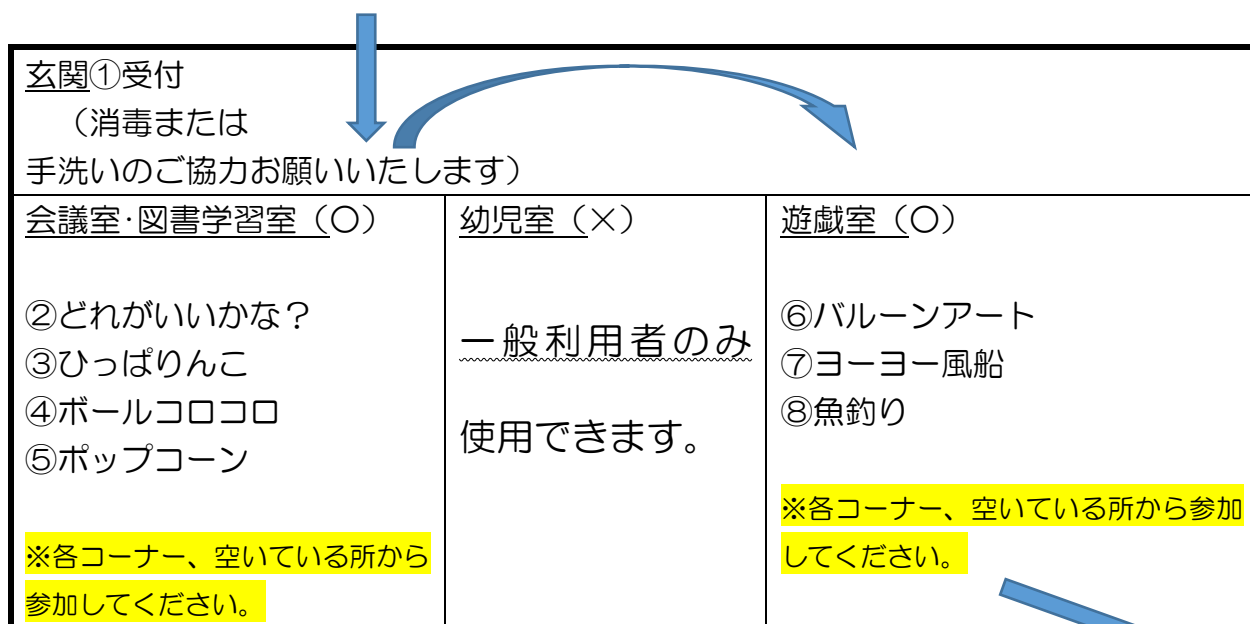 玄関①受付
（消毒または
手洗いのご協力お願いいたします）
会議室・図書学習室（〇）
②どれがいいかな？
③ひっぱりんこ
④ボールコロコロ
⑤ポップコーン
※各コーナー、空いている所から
参加してください。
幼児室（×）
一般利用者のみ
使用できます。
遊戯室（〇）
⑥バルーンアート
⑦ヨーヨー風船
⑧魚釣り
※各コーナー、空いている所から参加
してください。